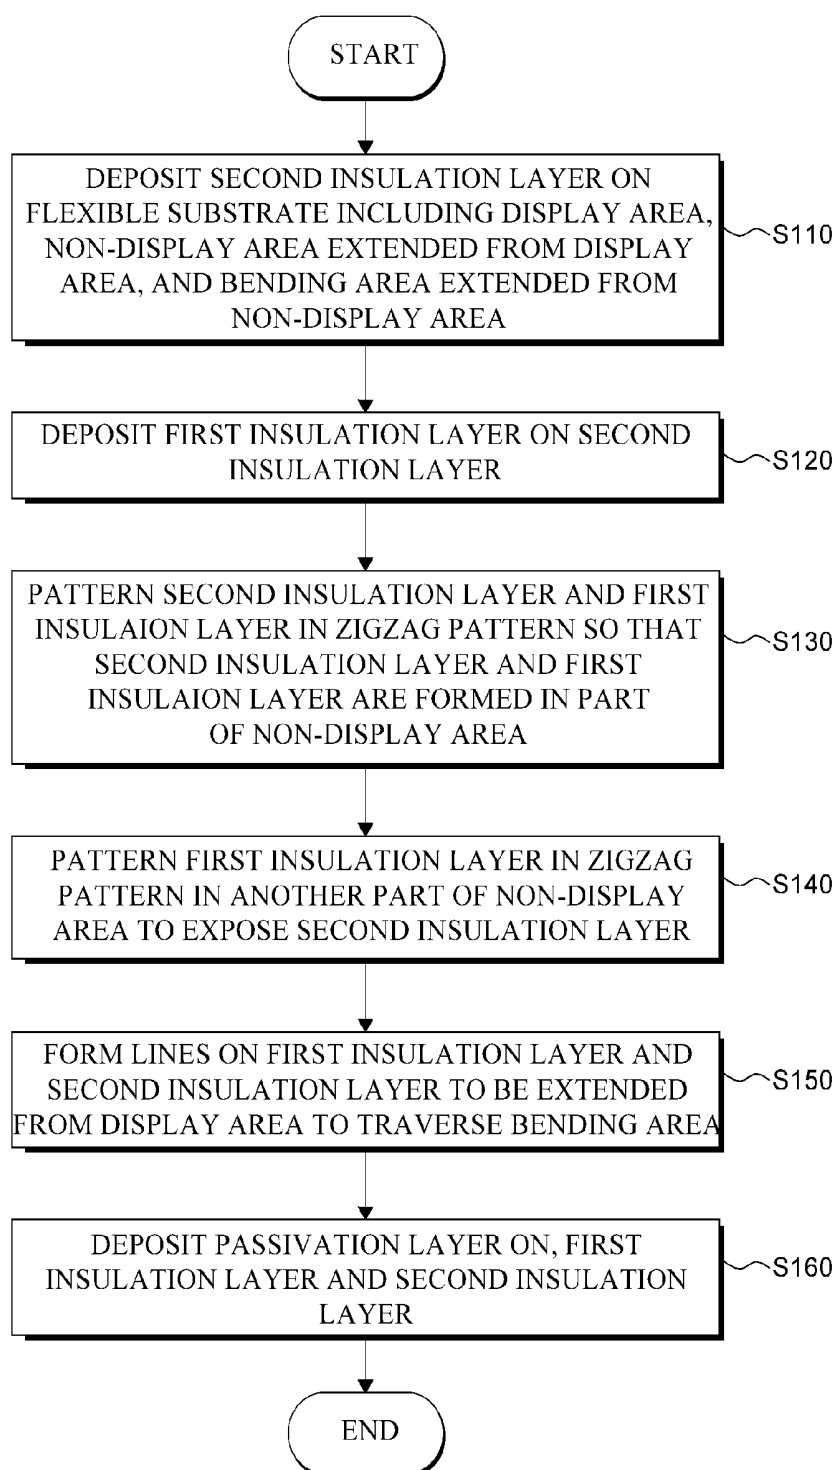 START
DEPOSIT SECOND INSULATION LAYER ON
FLEXIBLE SUBSTRATE INCLUDING DISPLAY AREA,
NON-DISPLAY AREA EXTENDED FROM DISPLAY
AREA, AND BENDING AREA EXTENDED FROM
NON-DISPLAY AREA
S110
DEPOSIT FIRST INSULATION LAYER ON SECOND
INSULATION LAYER
S120
PATTERN SECOND INSULATION LAYER AND FIRST
INSULAION LAYER IN ZIGZAG PATTERN SO THAT
SECOND INSULATION LAYER AND FIRST
INSULAION LAYER ARE FORMED IN PART
OF NON-DISPLAY AREA
S130
PATTERN FIRST INSULATION LAYER IN ZIGZAG
PATTERN IN ANOTHER PART OF NON-DISPLAY
AREA TO EXPOSE SECOND INSULATION LAYER
S140
FORM LINES ON FIRST INSULATION LAYER AND
SECOND INSULATION LAYER TO BE EXTENDED
FROM DISPLAY AREA TO TRAVERSE BENDING AREA
S150
DEPOSIT PASSIVATION LAYER ON, FIRST
INSULATION LAYER AND SECOND INSULATION
LAYER
S160
END